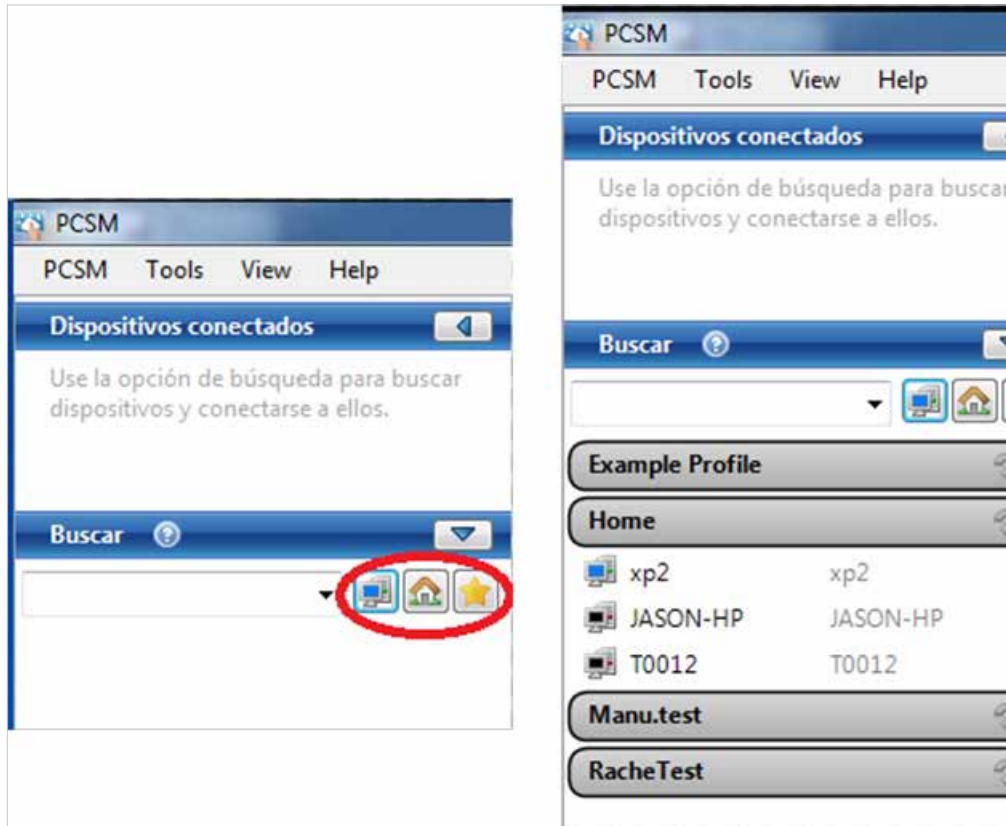 PCSM
PCSM Tools View Help
Dispositivos conectados
Use la opción de búsqueda para buscar
dispositivos y conectarse a ellos.
Buscar ?
PCSM
PCSM Tools View Help
Dispositivos conectados
Use la opción de búsqueda para buscar
dispositivos y conectarse a ellos.
Buscar ?
Example Profile
Home
xp2 xp2
JASON-HP JASON-HP
T0012 T0012
Manu.test
RacheTest